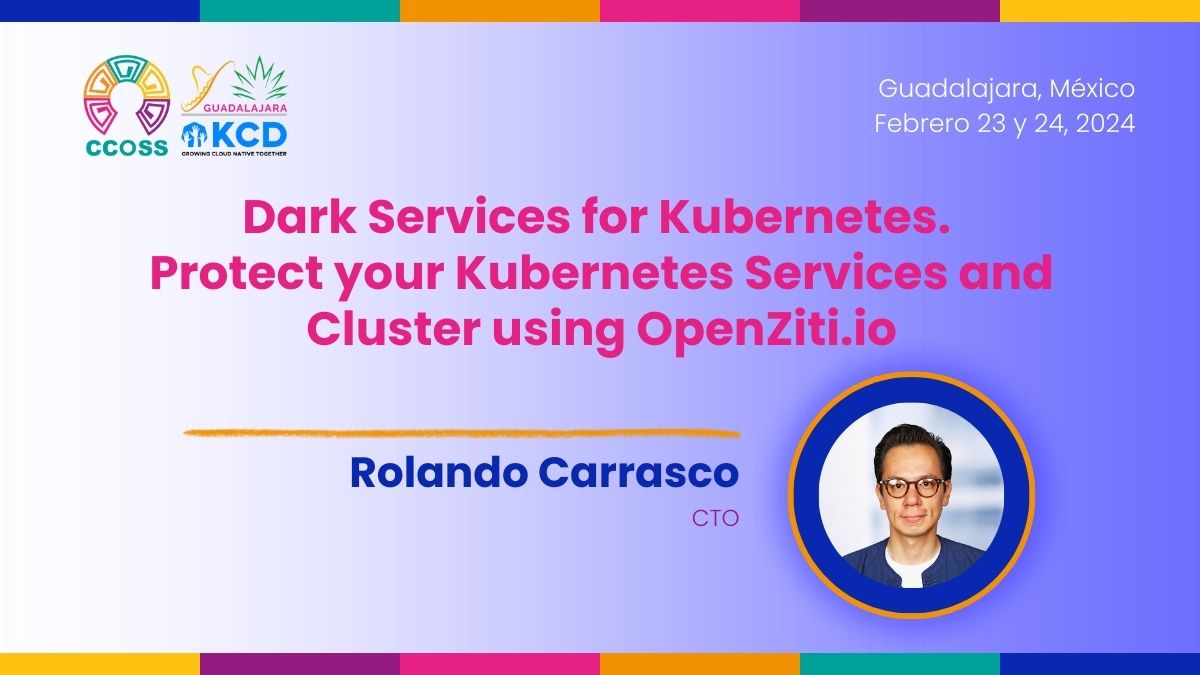 CCOSS
GUADALAJARA
KCD
GROWING CLOUD NATIVE TOGETHER
Guadalajara, México
Febrero 23 y 24, 2024
Dark Services for Kubernetes.
Protect your Kubernetes Services and
Cluster using OpenZiti.io
Rolando Carrasco
CTO